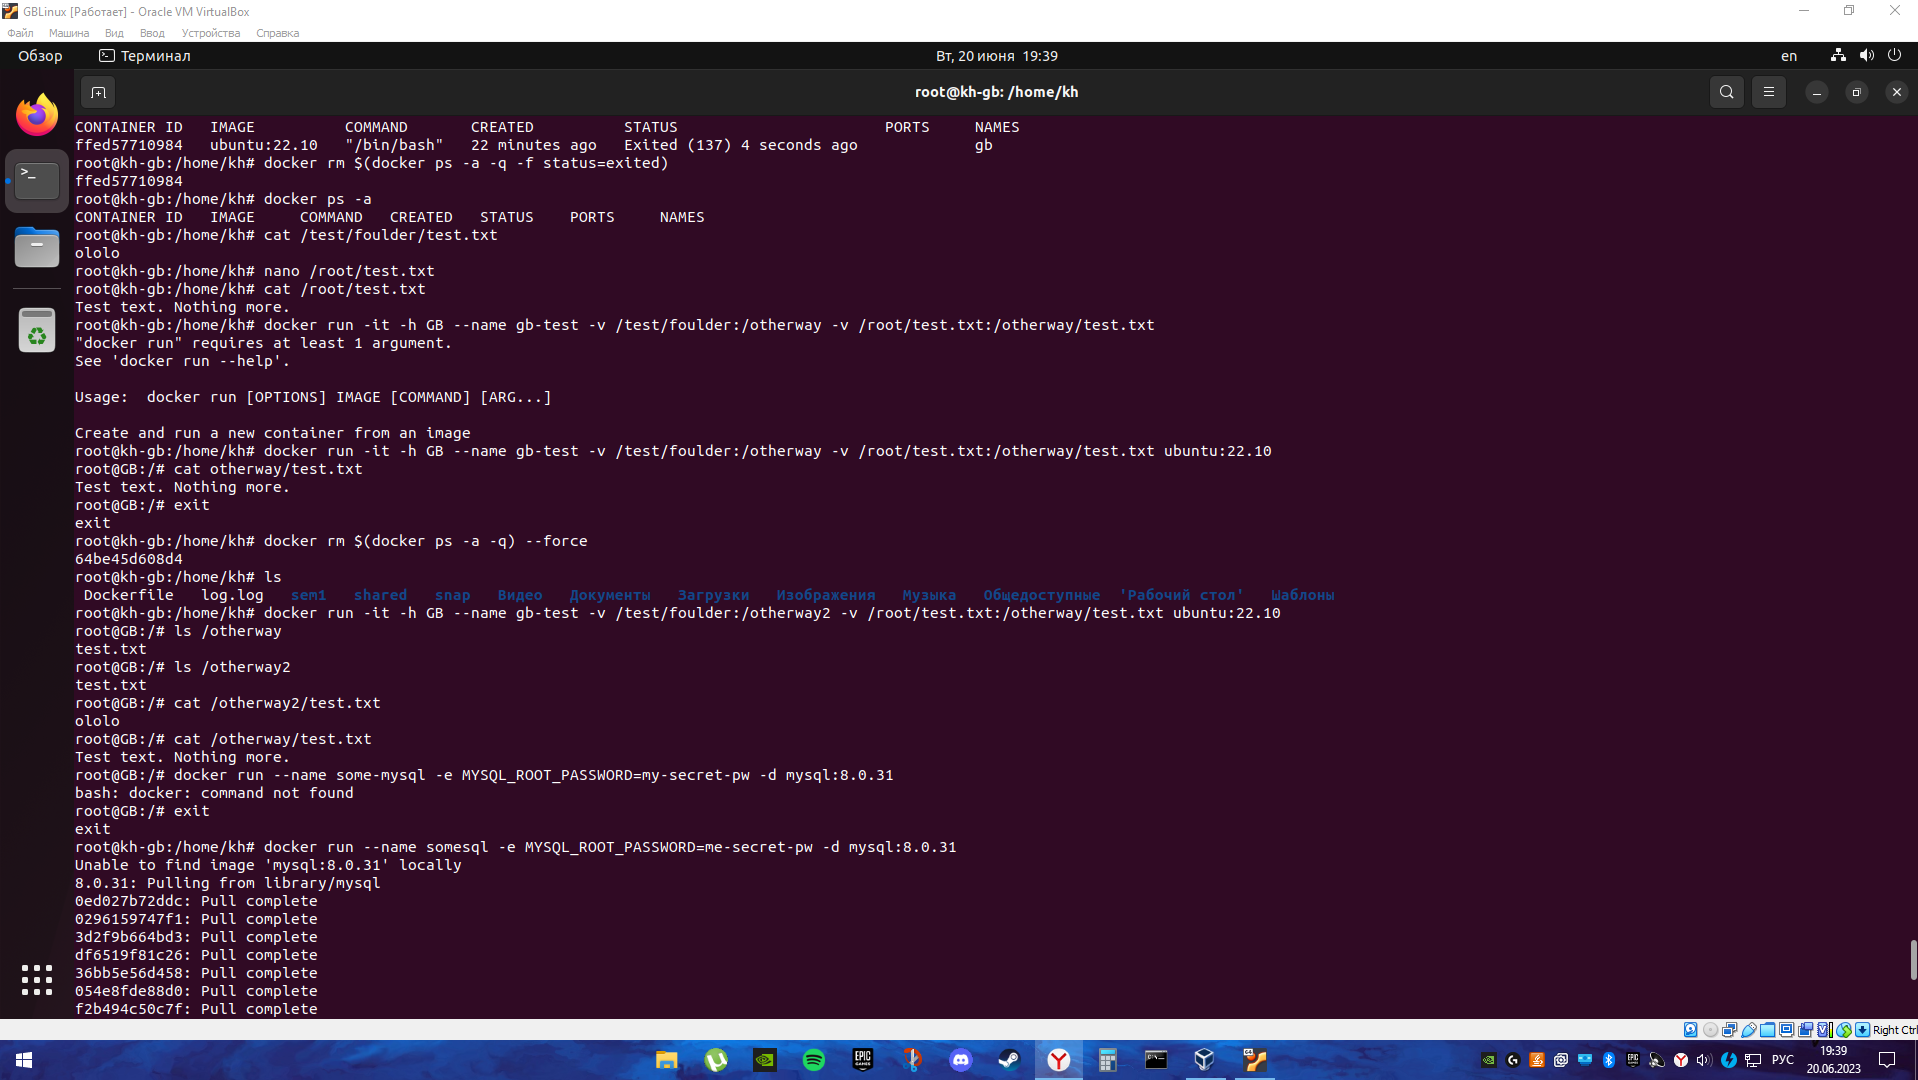 GBLinux [Работает] - Oracle VM VirtualBox
Файл Машина Вид Ввод Устройства Справка
Обзор Терминал Вт, 20 июня 19:39 en
root@kh-gb: /home/kh
CONTAINER ID IMAGE COMMAND CREATED STATUS PORTS NAMES
ffed57710984 ubuntu:22.10 "/bin/bash" 22 minutes ago Exited (137) 4 seconds ago gb
root@kh-gb:/home/kh# docker rm $(docker ps -a -q -f status=exited)
ffed57710984
root@kh-gb:/home/kh# docker ps -a
CONTAINER ID IMAGE COMMAND CREATED STATUS PORTS NAMES
root@kh-gb:/home/kh# cat /test/foulder/test.txt
ololo
root@kh-gb:/home/kh# nano /root/test.txt
root@kh-gb:/home/kh# cat /root/test.txt
Test text. Nothing more.
root@kh-gb:/home/kh# docker run -it -h GB --name gb-test -v /test/foulder:/otherway -v /root/test.txt:/otherway/test.txt
"docker run" requires at least 1 argument.
See 'docker run --help'.
Usage:  docker run [OPTIONS] IMAGE [COMMAND] [ARG...]
Create and run a new container from an image
root@kh-gb:/home/kh# docker run -it -h GB --name gb-test -v /test/foulder:/otherway -v /root/test.txt:/otherway/test.txt ubuntu:22.10
root@GB:/# cat otherway/test.txt
Test text. Nothing more.
root@GB:/# exit
exit
root@kh-gb:/home/kh# docker rm $(docker ps -a -q) --force
64be45d608d4
root@kh-gb:/home/kh# ls
Dockerfile log.log sem1 shared snap Видео Документы Загрузки Изображения Музыка Общедоступные 'Рабочий стол' Шаблоны
root@kh-gb:/home/kh# docker run -it -h GB --name gb-test -v /test/foulder:/otherway2 -v /root/test.txt:/otherway/test.txt ubuntu:22.10
root@GB:/# ls /otherway
test.txt
root@GB:/# ls /otherway2
test.txt
root@GB:/# cat /otherway2/test.txt
ololo
root@GB:/# cat /otherway/test.txt
Test text. Nothing more.
root@GB:/# docker run --name some-mysql -e MYSQL_ROOT_PASSWORD=my-secret-pw -d mysql:8.0.31
bash: docker: command not found
root@GB:/# exit
exit
root@kh-gb:/home/kh# docker run --name somesql -e MYSQL_ROOT_PASSWORD=me-secret-pw -d mysql:8.0.31
Unable to find image 'mysql:8.0.31' locally
8.0.31: Pulling from library/mysql
0ed027b72ddc: Pull complete
0296159747f1: Pull complete
3d2f9b664bd3: Pull complete
df6519f81c26: Pull complete
36bb5e56d458: Pull complete
054e8fde88d0: Pull complete
f2b494c50c7f: Pull complete
Right Ctrl
EPIC GAMES
РУС
19:39
20.06.2023